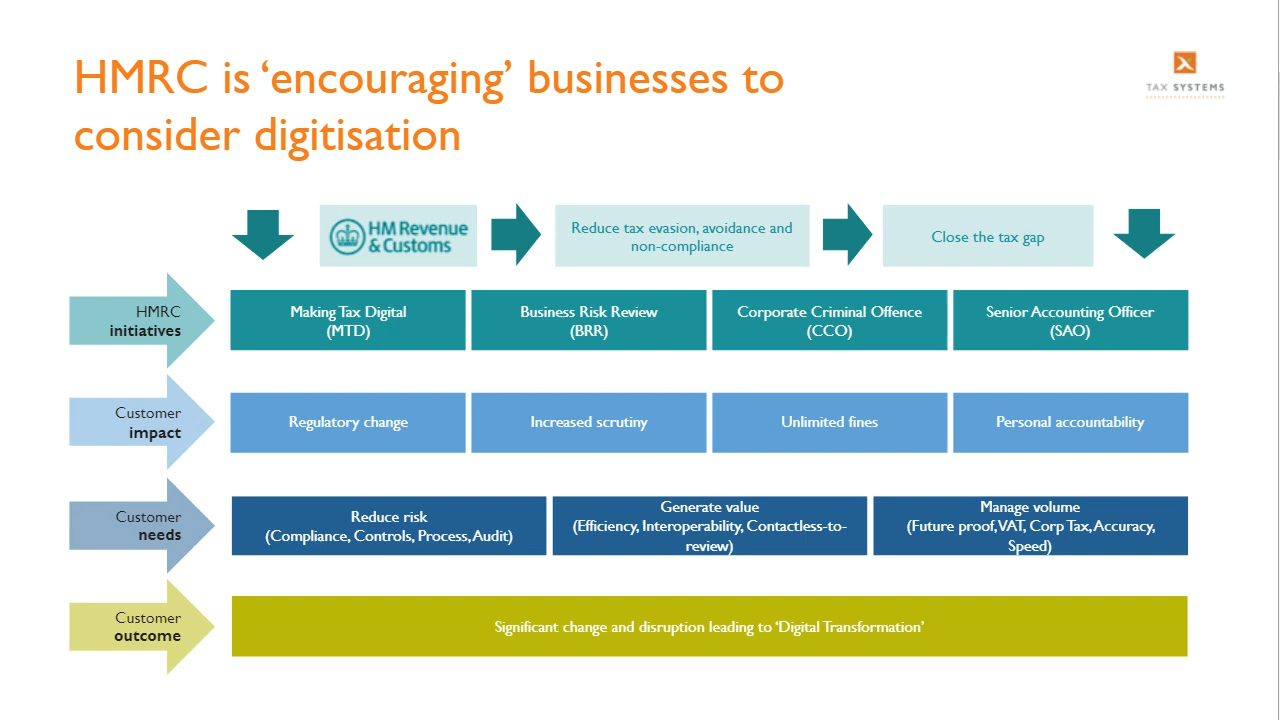 HMRC is ‘encouraging’ businesses to
consider digitisation
TAX SYSTEMS
HM Revenue
& Customs
Reduce tax evasion, avoidance and
non-compliance
Close the tax gap
HMRC
initiatives
Making Tax Digital
(MTD)
Business Risk Review
(BRR)
Corporate Criminal Offence
(CCO)
Senior Accounting Officer
(SAO)
Customer
impact
Regulatory change
Increased scrutiny
Unlimited fines
Personal accountability
Customer
needs
Reduce risk
(Compliance, Controls, Process, Audit)
Generate value
(Efficiency, Interoperability, Contactless-to-
review)
Manage volume
(Future proof, VAT, Corp Tax, Accuracy,
Speed)
Customer
outcome
Significant change and disruption leading to ‘Digital Transformation’